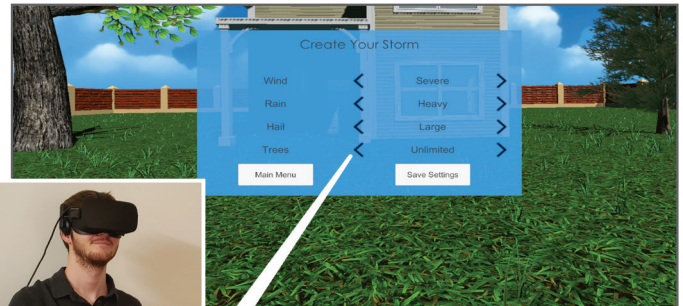 Create Your Storm
Wind < Severe >
Rain < Heavy >
Hail < Large >
Trees < Unlimited >
Main Menu Save Settings